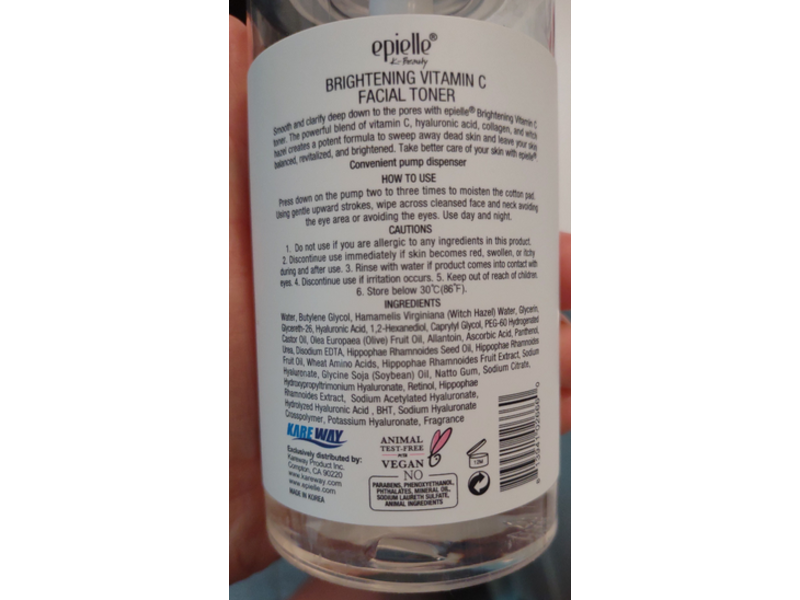 epielle®
K-Beauty
BRIGHTENING VITAMIN C
FACIAL TONER
Smooth and clarify deep down to the pores with epielle® Brightening Vitamin C
toner. The powerful blend of vitamin C, hyaluronic acid, collagen, and witch
hazel creates a potent formula to sweep away dead skin and leave your skin
balanced, revitalized, and brightened. Take better care of your skin with epielle®
Convenient pump dispenser
HOW TO USE
Press down on the pump two to three times to moisten the cotton pad.
Using gentle upward strokes, wipe across cleansed face and neck avoiding
the eye area or avoiding the eyes. Use day and night.
CAUTIONS
1. Do not use if you are allergic to any ingredients in this product.
2. Discontinue use immediately if skin becomes red, swollen, or itchy
during and after use. 3. Rinse with water if product comes into contact with
eyes. 4. Discontinue use if irritation occurs. 5. Keep out of reach of children.
6. Store below 30°C(86°F).
INGREDIENTS
Water, Butylene Glycol, Hamamelis Virginiana (Witch Hazel) Water, Glycerin,
Glycereth-26, Hyaluronic Acid, 1,2-Hexanediol, Caprylyl Glycol, PEG-60 Hydrogenated
Castor Oil, Olea Europaea (Olive) Fruit Oil, Allantoin, Ascorbic Acid, Panthenol,
Urea, Disodium EDTA, Hippophae Rhamnoides Seed Oil, Hippophae Rhamnoides
Fruit Oil, Wheat Amino Acids, Hippophae Rhamnoides Fruit Extract, Sodium
Hyaluronate, Glycine Soja (Soybean) Oil, Natto Gum, Sodium Citrate,
Hydroxypropyltrimonium Hyaluronate, Retinol, Hippophae
Rhamnoides Extract, Sodium Acetylated Hyaluronate,
Hydrolyzed Hyaluronic Acid , BHT, Sodium Hyaluronate
Crosspolymer, Potassium Hyaluronate, Fragrance
KAREWAY
Exclusively distributed by:
Kareway Product Inc.
Compton, CA 90220
www.kareway.com
www.epielle.com
MADE IN KOREA
ANIMAL
TEST-FREE
VEGAN
NO
PARABENS, PHENOXYETHANOL,
PHTHALATES, MINERAL OIL,
SODIUM LAURETH SULFATE,
ANIMAL INGREDIENTS
12M